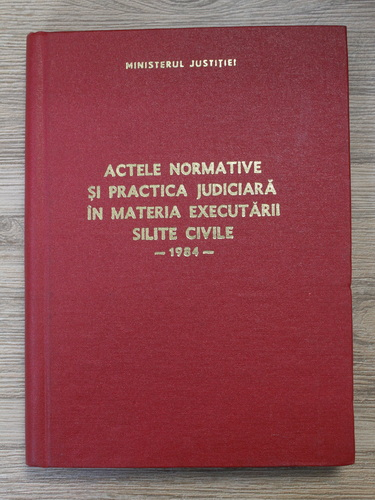 MINISTERUL JUSTIȚIEI
ACTELE NORMATIVE
ȘI PRACTICA JUDICIARĂ
ÎN MATERIA EXECUTĂRII
SILITE CIVILE
— 1984 —